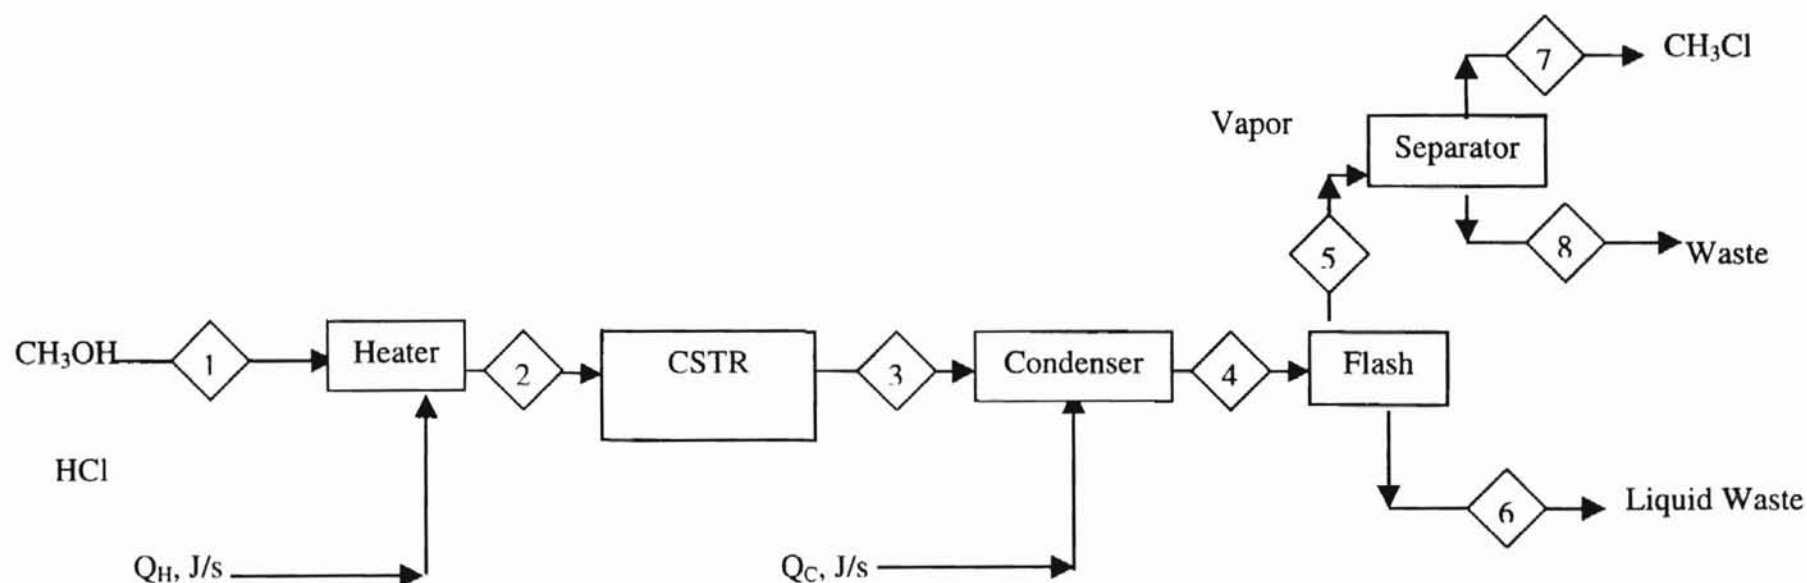 7
CH₃Cl
Vapor
Separator
5
8
Waste
CH₃OH
1
Heater
2
CSTR
3
Condenser
4
Flash
HCl
6
Liquid Waste
Q_H, J/s
Q_C, J/s